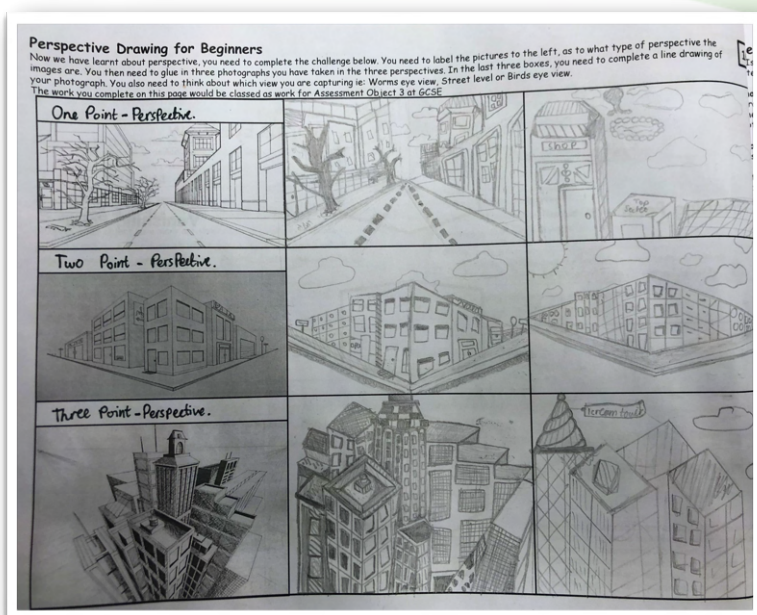 Perspective Drawing for Beginners
Now we have learnt about perspective, you need to complete the challenge below. You need to label the pictures to the left, as to what type of perspective the
images are. You then need to glue in three photographs you have taken in the three perspectives. In the last three boxes, you need to complete a line drawing of
your photograph. You also need to think about which view you are capturing ie: Worms eye view, Street level or Birds eye view.
The work you complete on this page would be classed as work for Assessment Object 3 at GCSE
One Point - Perspective.
SHOP
Two Point - Perspective.
Three Point - Perspective.